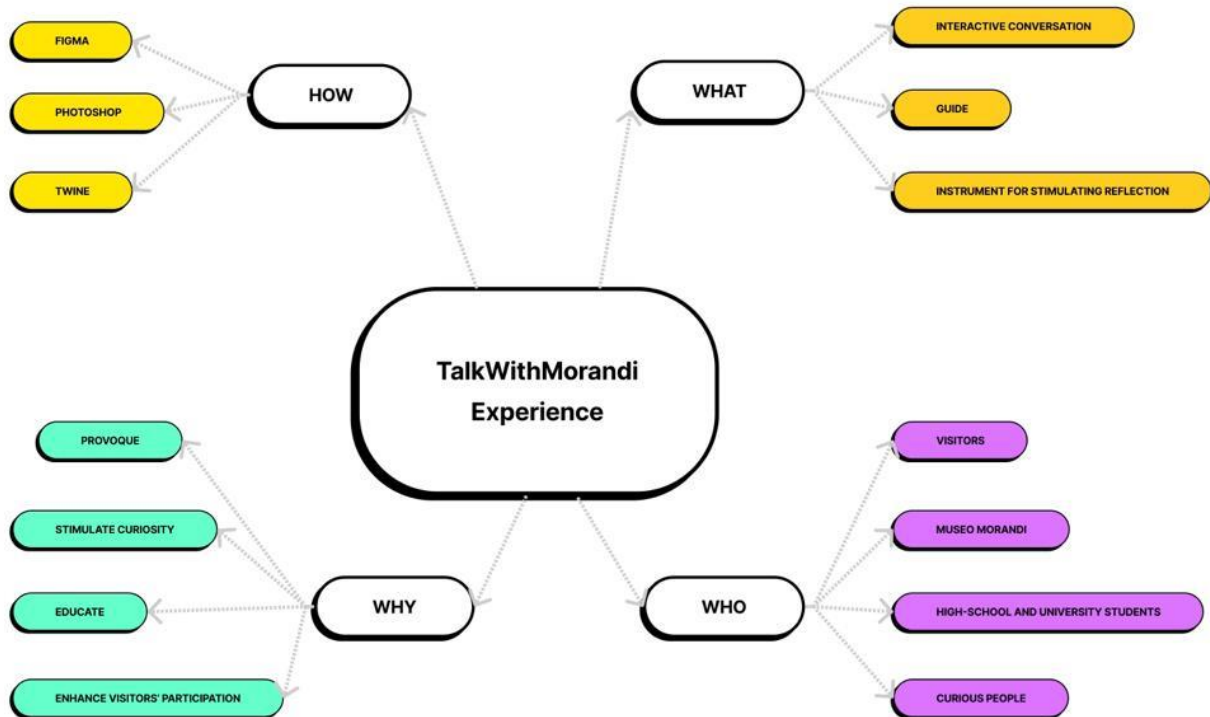 FIGMA
PHOTOSHOP
TWINE
HOW
WHAT
INTERACTIVE CONVERSATION
GUIDE
INSTRUMENT FOR STIMULATING REFLECTION
TalkWithMorandi
Experience
PROVOQUE
STIMULATE CURIOSITY
EDUCATE
ENHANCE VISITORS' PARTICIPATION
WHY
WHO
VISITORS
MUSEO MORANDI
HIGH-SCHOOL AND UNIVERSITY STUDENTS
CURIOUS PEOPLE